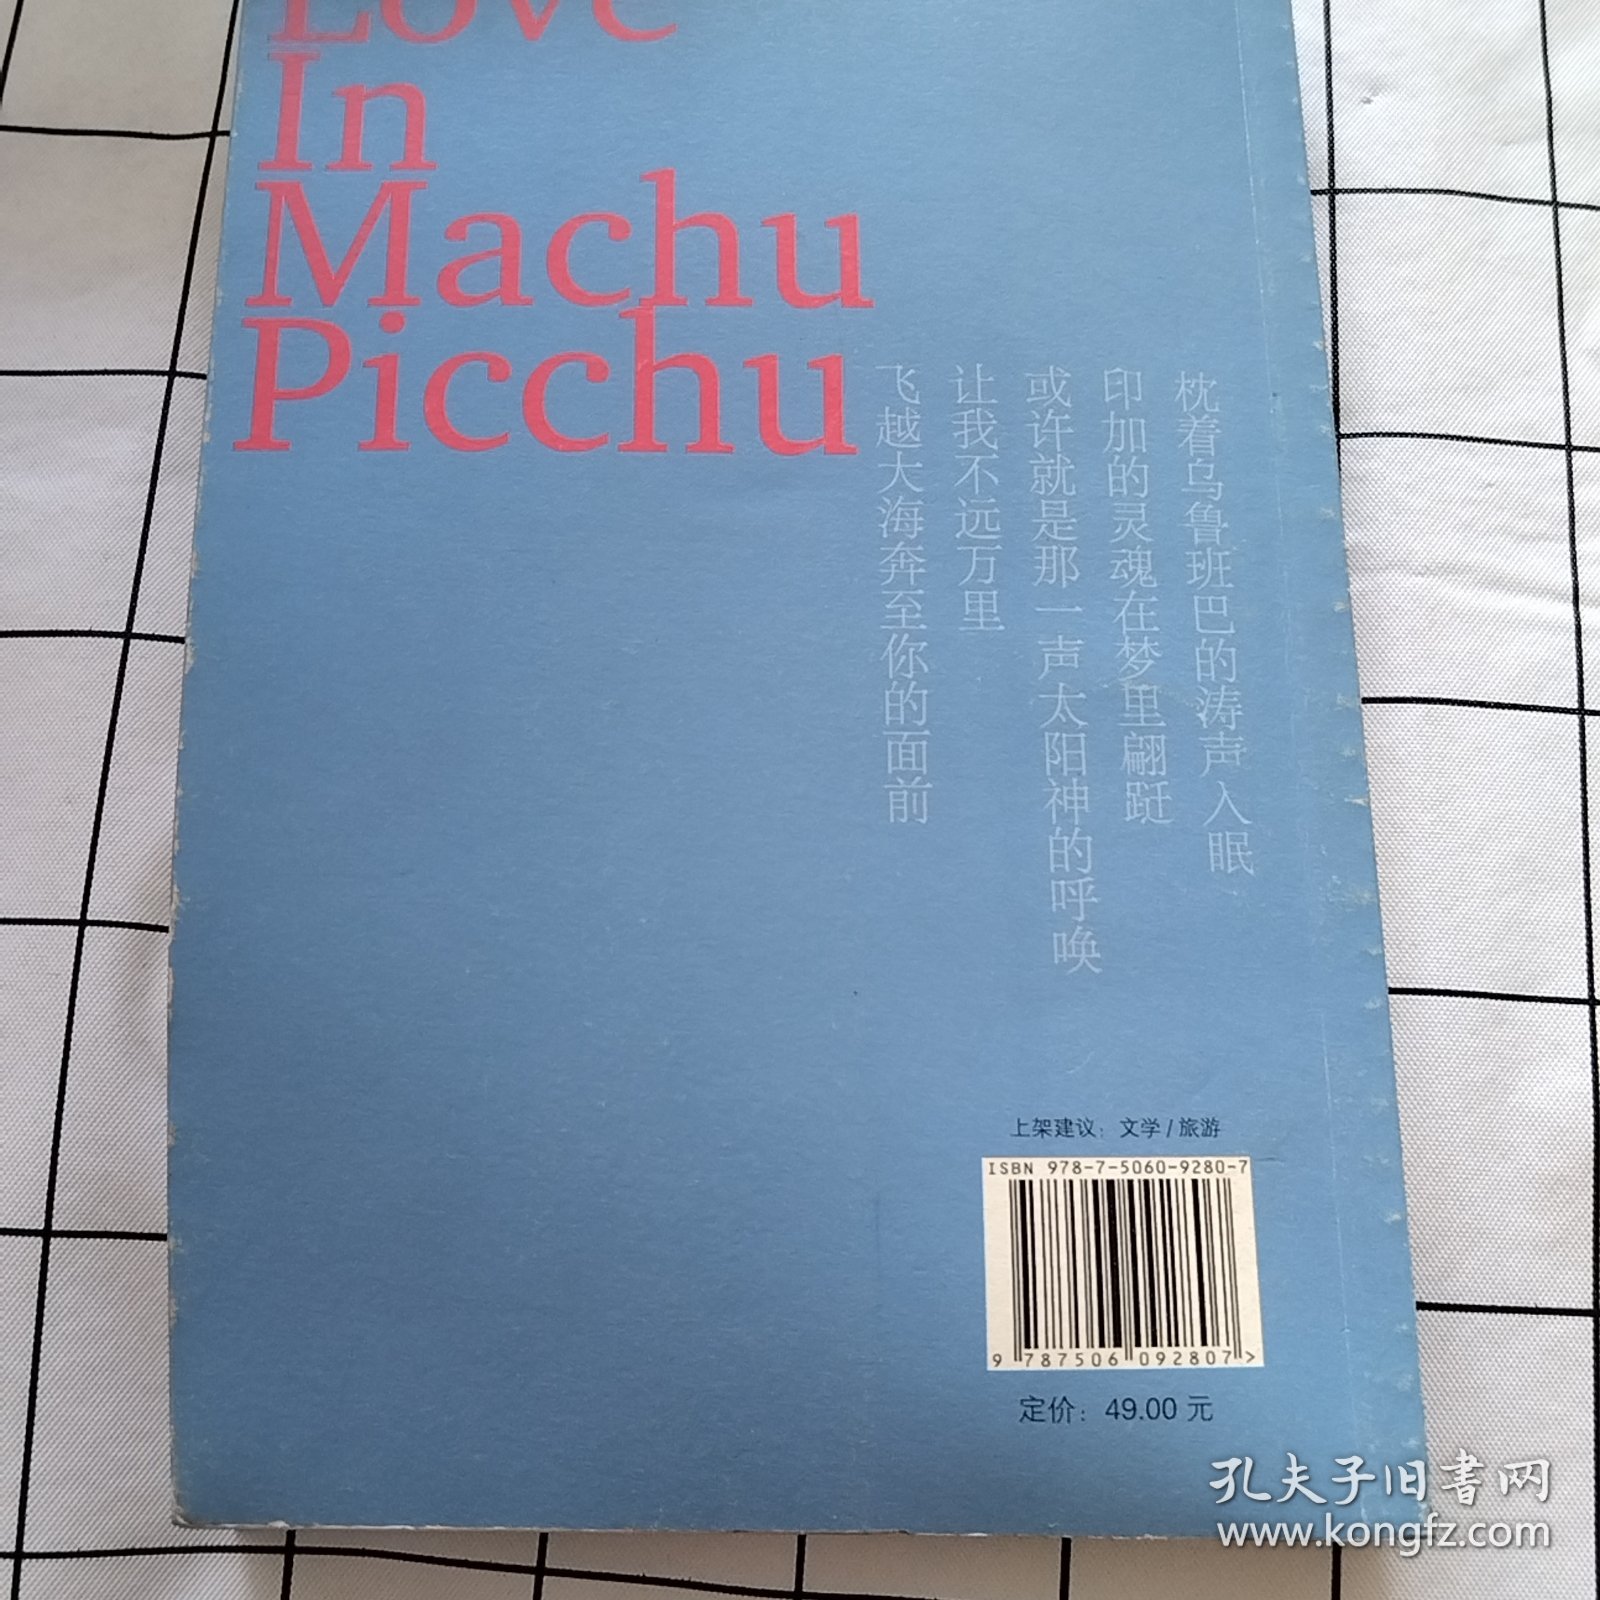 Love
In
Machu
Picchu
枕着乌鲁班巴的涛声入眠
印加的灵魂在梦里翩跹
或许就是那一声太阳神的呼唤
让我不远万里
飞越大海奔至你的面前
上架建议：文学/旅游
ISBN 978-7-5060-9280-7
9 787506 092807>
定价：49.00 元
孔夫子旧书网
www.kongfz.com